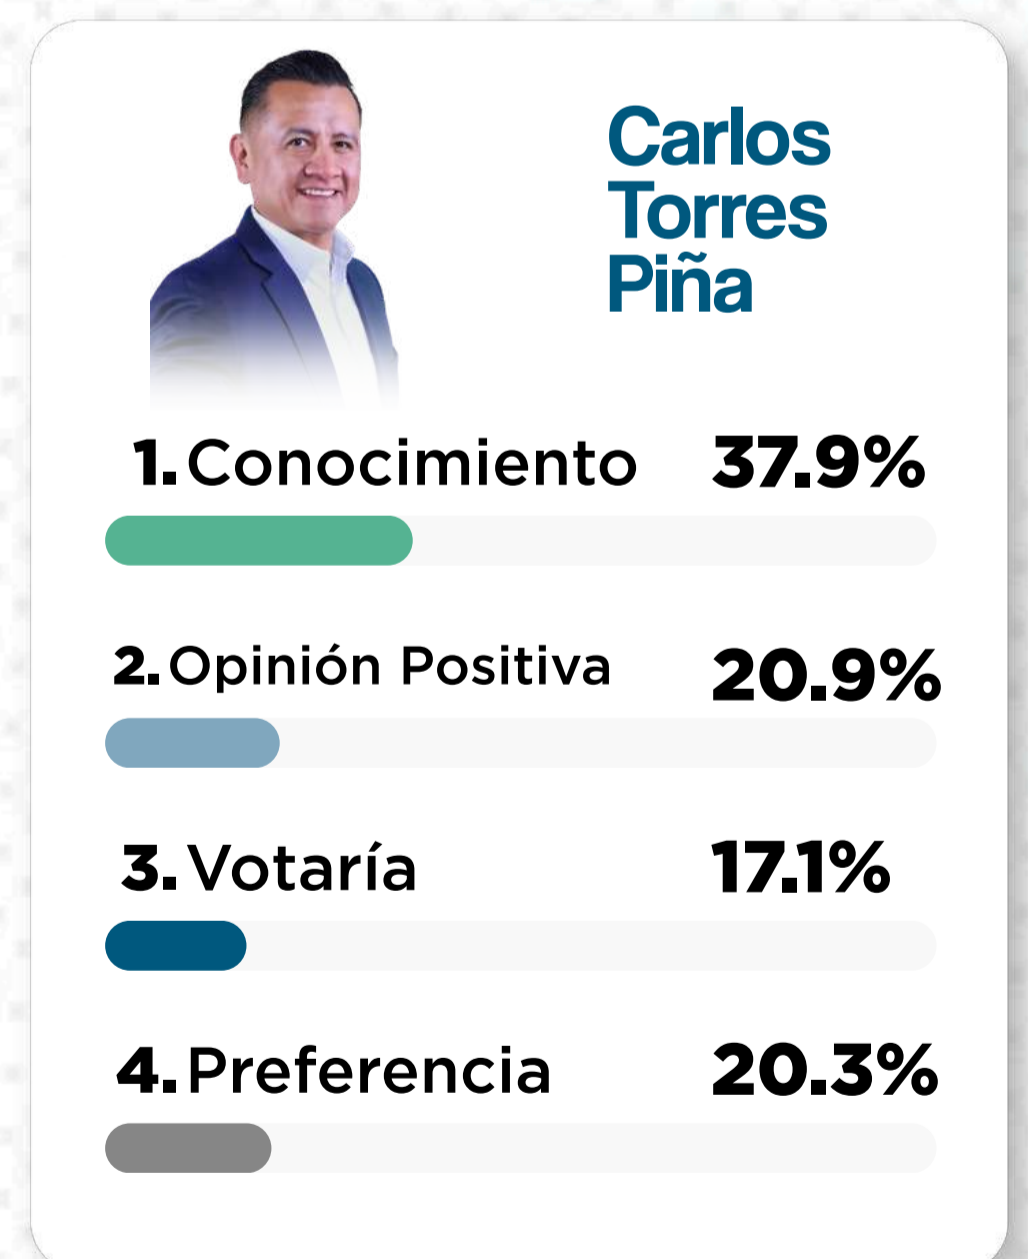 Carlos
Torres
Piña
1. Conocimiento 37.9%
2. Opinión Positiva 20.9%
3. Votaría 17.1%
4. Preferencia 20.3%